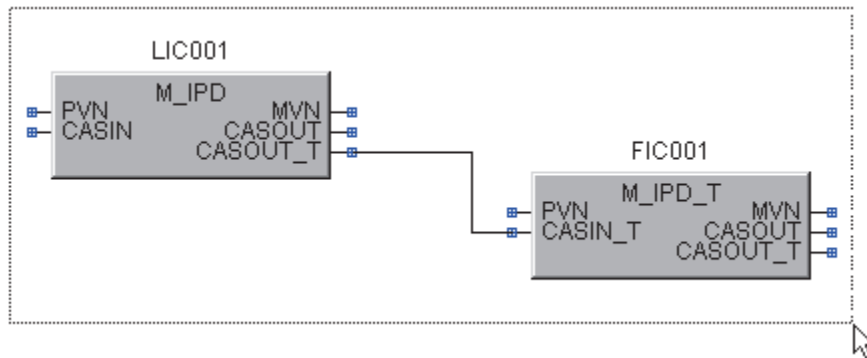 LIC001
M_IPD
PVN MVN
CASIN CASOUT
CASOUT_T
FIC001
M_IPD_T
PVN MVN
CASIN_T CASOUT
CASOUT_T